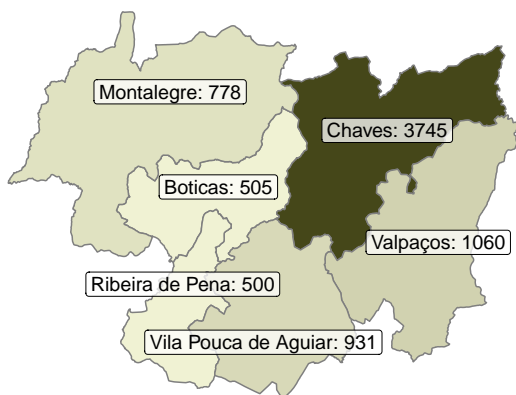 Montalegre: 778
Chaves: 3745
Boticas: 505
Valpaços: 1060
Ribeira de Pena: 500
Vila Pouca de Aguiar: 931